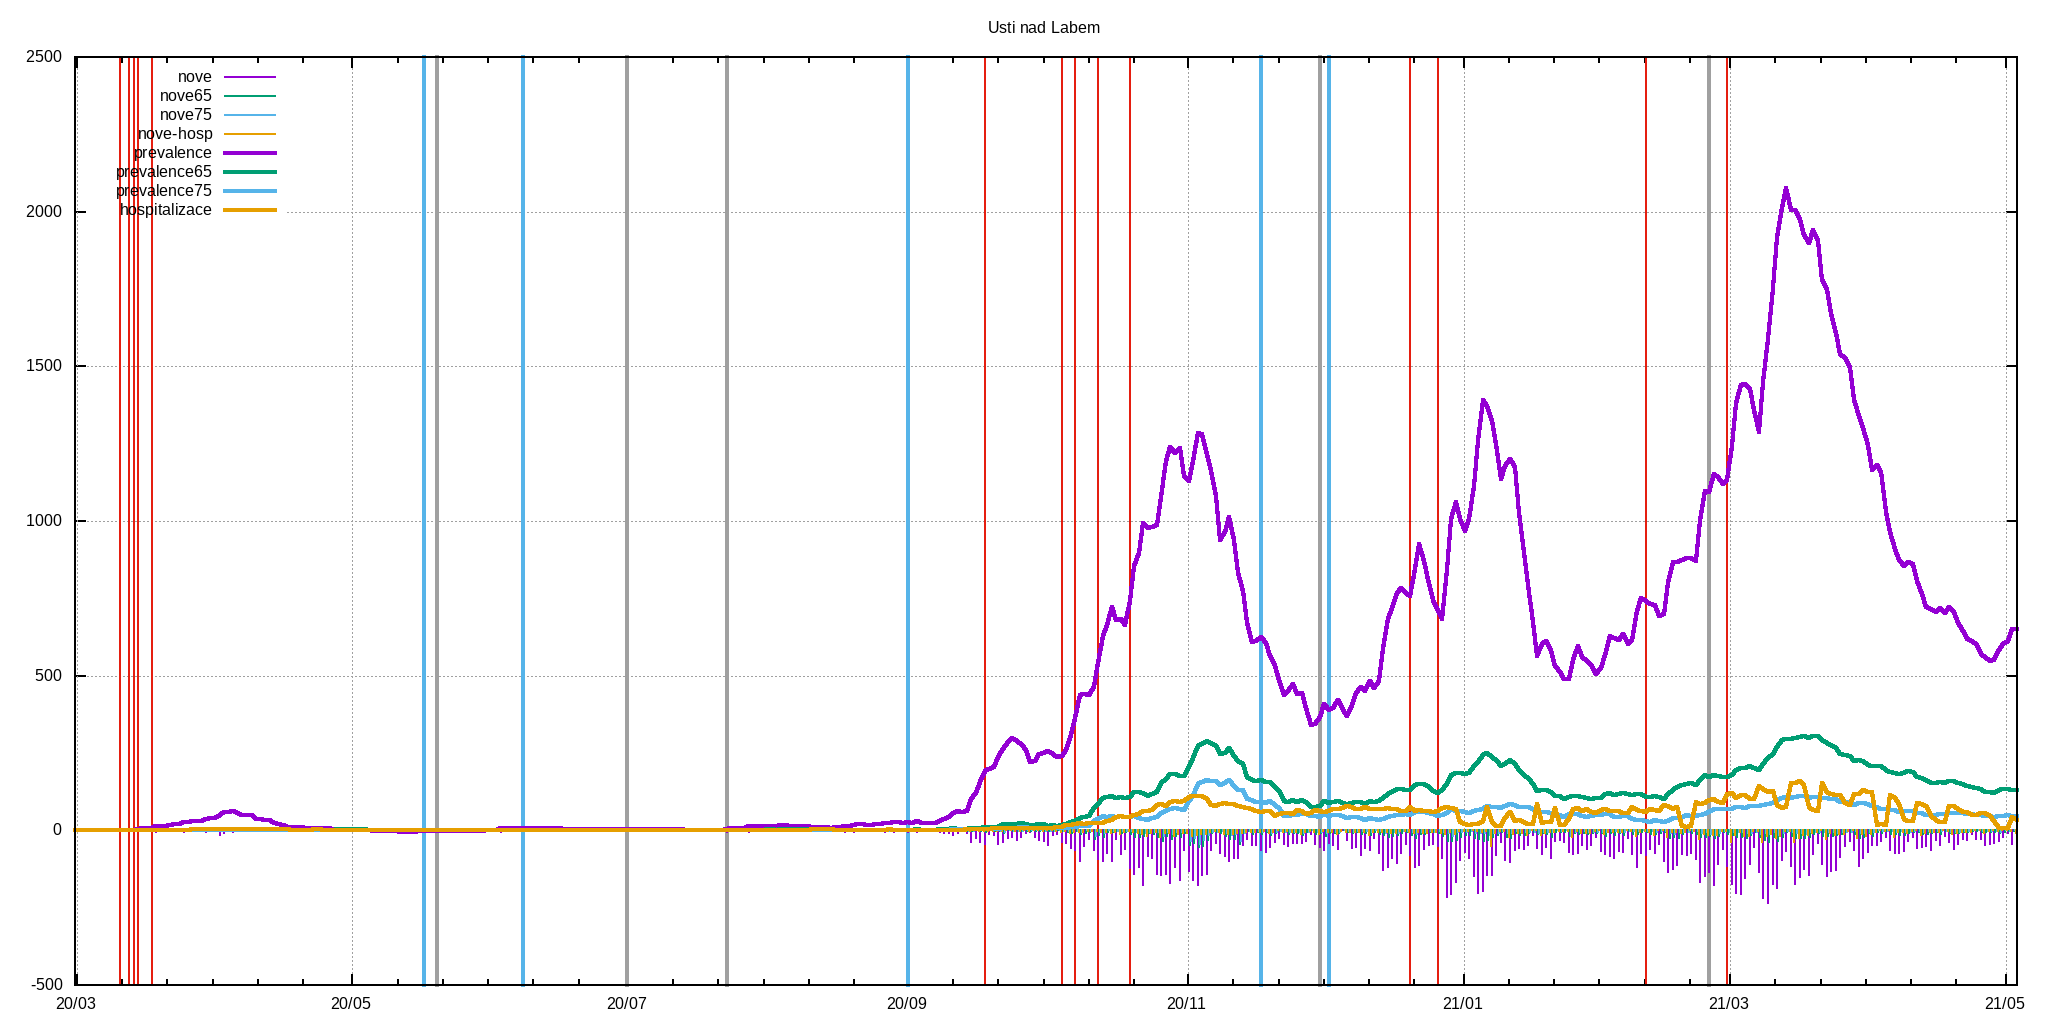 Usti nad Labem
2500
2000
1500
1000
500
0
-500
nove
nove65
nove75
nove-hosp
prevalence
prevalence65
prevalence75
hospitalizace
20/03
20/05
20/07
20/09
20/11
21/01
21/03
21/05